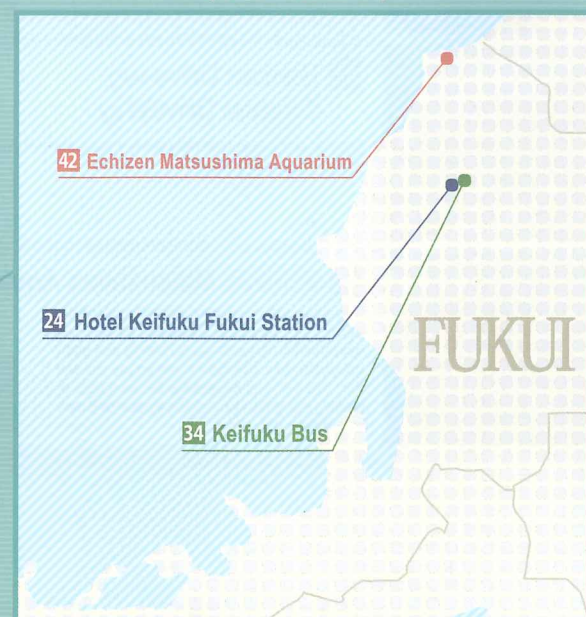 42 Echizen Matsushima Aquarium
24 Hotel Keifuku Fukui Station
FUKUI
34 Keifuku Bus